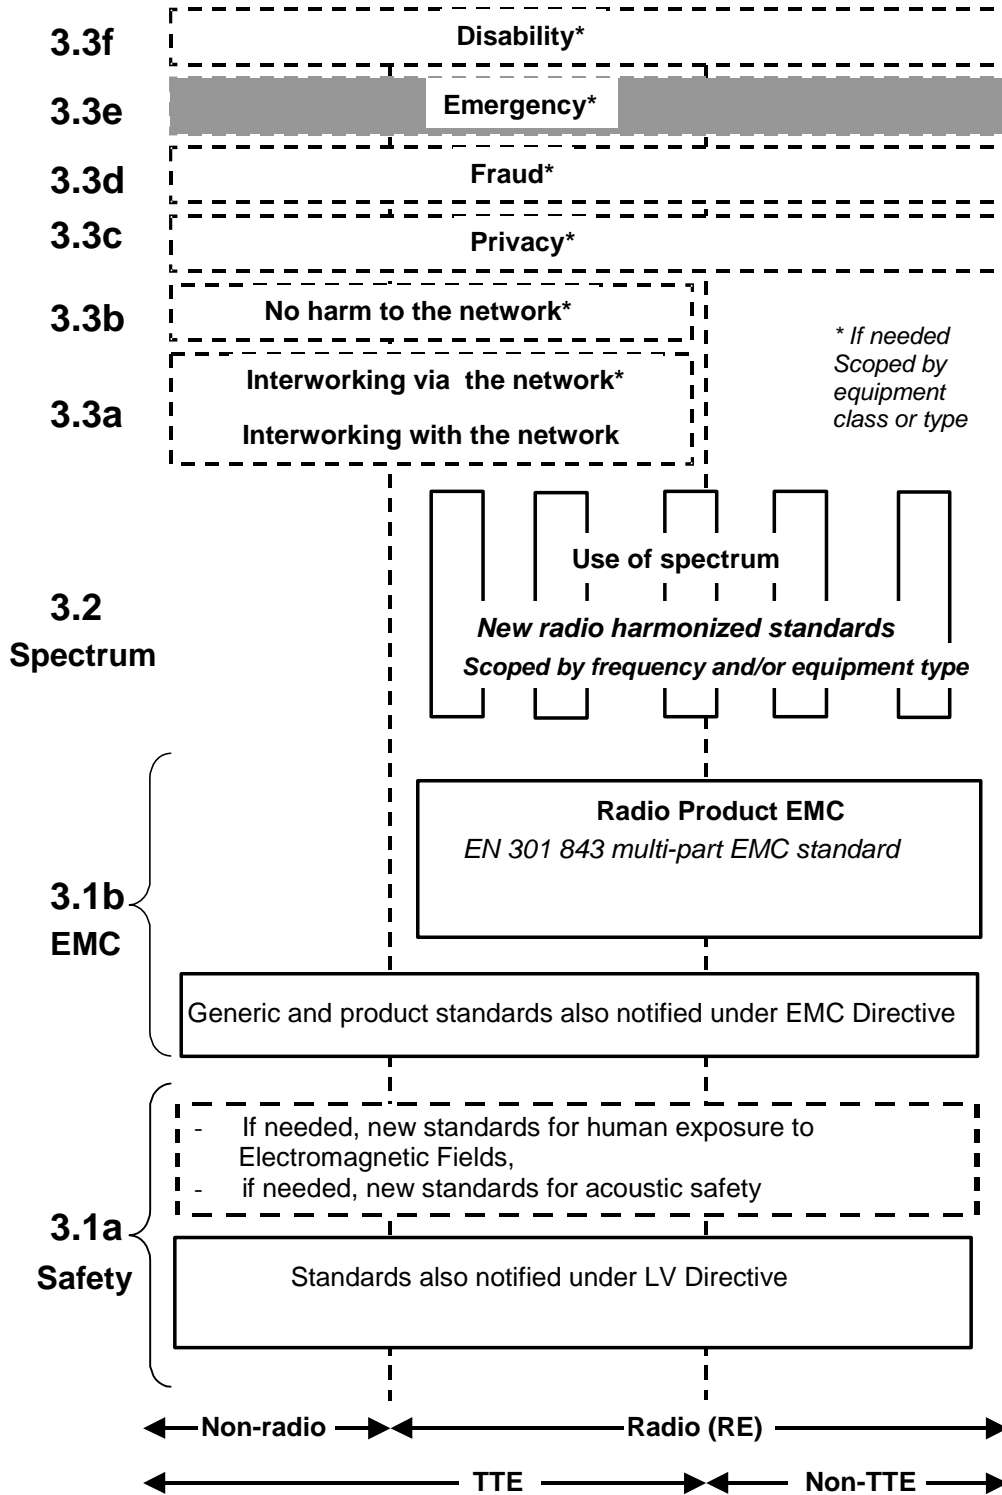 3.3f
Disability*
3.3e
Emergency*
3.3d
Fraud*
3.3c
Privacy*
3.3b
No harm to the network*
3.3a
Interworking via the network*
Interworking with the network
* If needed
Scoped by
equipment
class or type
3.2
Spectrum
Use of spectrum
New radio harmonized standards
Scoped by frequency and/or equipment type
3.1b
EMC
Radio Product EMC
EN 301 843 multi-part EMC standard
Generic and product standards also notified under EMC Directive
3.1a
Safety
- If needed, new standards for human exposure to
Electromagnetic Fields,
- if needed, new standards for acoustic safety
Standards also notified under LV Directive
Non-radio
Radio (RE)
TTE
Non-TTE